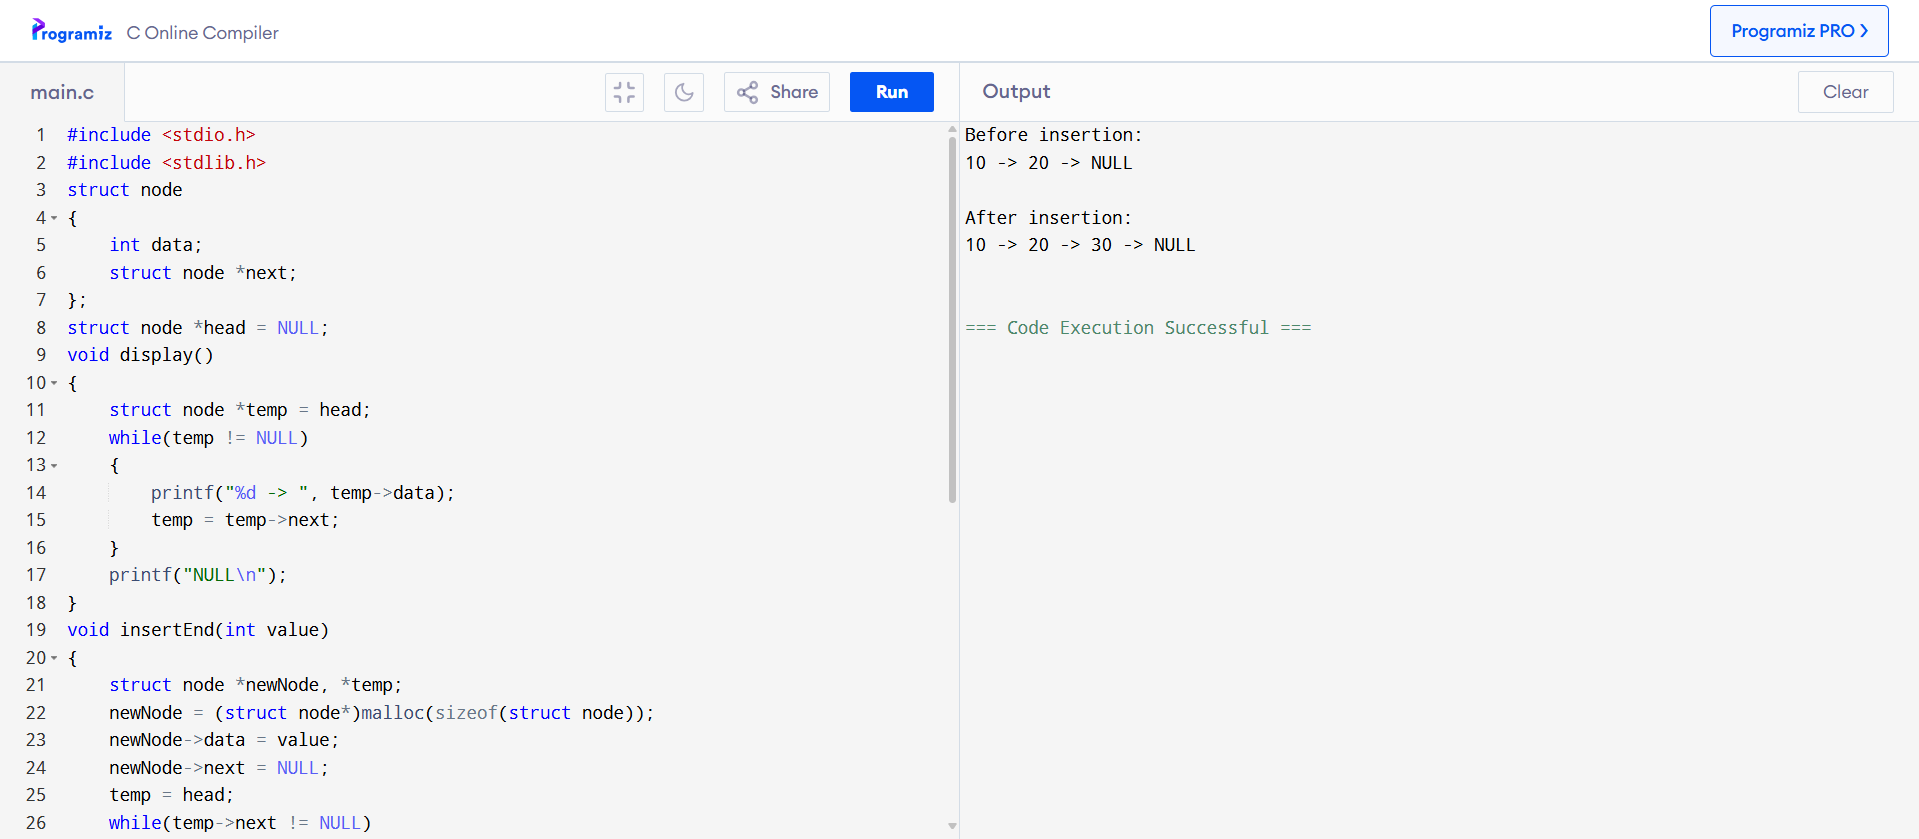 Programiz C Online Compiler
Programiz PRO
main.c
Share
Run
Output
Clear
1 #include <stdio.h>
2 #include <stdlib.h>
3 struct node
4 {
5     int data;
6     struct node *next;
7 };
8 struct node *head = NULL;
9 void display()
10 {
11     struct node *temp = head;
12     while(temp != NULL)
13     {
14         printf("%d -> ", temp->data);
15         temp = temp->next;
16     }
17     printf("NULL\n");
18 }
19 void insertEnd(int value)
20 {
21     struct node *newNode, *temp;
22     newNode = (struct node*)malloc(sizeof(struct node));
23     newNode->data = value;
24     newNode->next = NULL;
25     temp = head;
26     while(temp->next != NULL)
Before insertion:
10 -> 20 -> NULL
After insertion:
10 -> 20 -> 30 -> NULL
=== Code Execution Successful ===